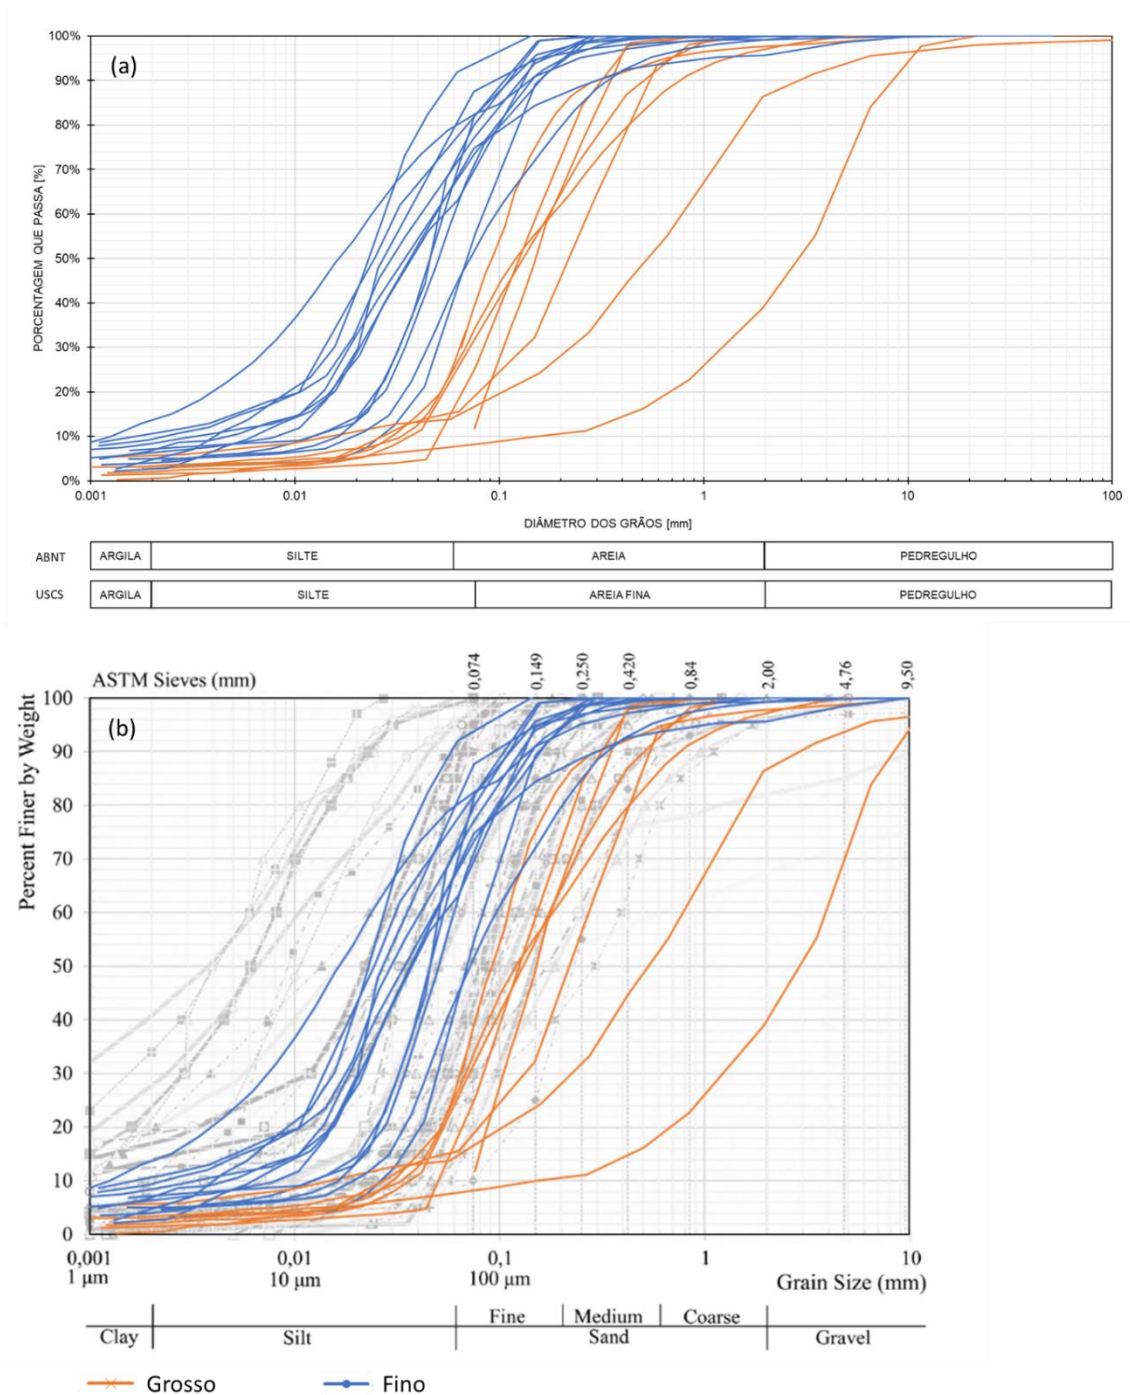 (a)
100%
90%
80%
70%
60%
50%
40%
30%
20%
10%
0%
PORCENTAGEM QUE PASSA [%]
0.001 0.01 0.1 1 10 100
DIÂMETRO DOS GRÃOS [mm]
ABNT ARGILA SILTE AREIA PEDREGULHO
USCS ARGILA SILTE AREIA FINA PEDREGULHO
ASTM Sieves (mm) 0,074 0,149 0,250 0,420 0,84 2,00 4,76 9,50
(b)
100
90
80
70
60
50
40
30
20
10
0
Percent Finer by Weight
0,001 0,01 0,1 1 10
1 µm 10 µm 100 µm Grain Size (mm)
Fine Medium Coarse
Clay Silt Sand Gravel
Grosso Fino